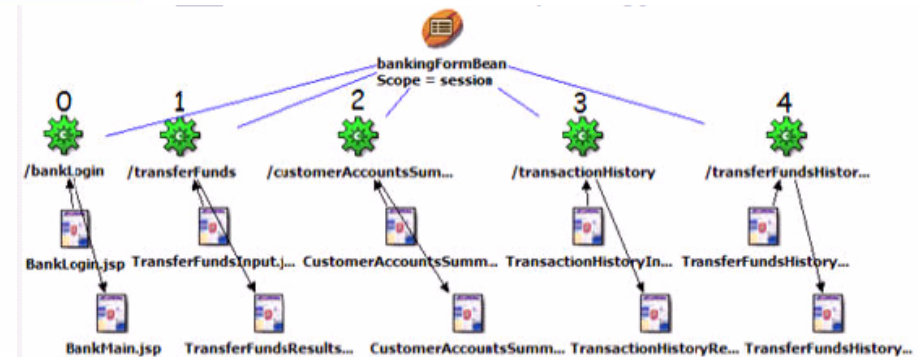 bankingFormBean
Scope = session
0 1 2 3 4
/bankLogin /transferFunds /customerAccountsSum... /transactionHistory /transferFundsHistor...
BankLogin.jsp TransferFundsInput.j... CustomerAccountsSumm... TransactionHistoryIn... TransferFundsHistory...
BankMain.jsp TransferFundsResults... CustomerAccountsSumm... TransactionHistoryRe... TransferFundsHistory...